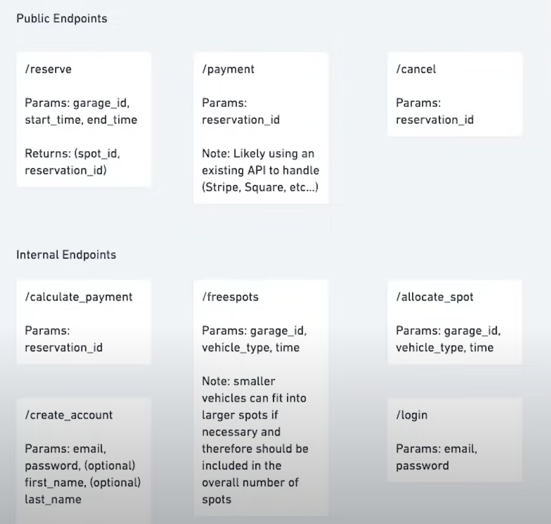 Public Endpoints
/reserve
Params: garage_id,
start_time, end_time
Returns: (spot_id,
reservation_id)
/payment
Params:
reservation_id
Note: Likely using an
existing API to handle
(Stripe, Square, etc...)
/cancel
Params:
reservation_id
Internal Endpoints
/calculate_payment
Params:
reservation_id
/freespots
Params: garage_id,
vehicle_type, time
Note: smaller
vehicles can fit into
larger spots if
necessary and
therefore should be
included in the
overall number of
spots
/allocate_spot
Params: garage_id,
vehicle_type, time
/create_account
Params: email,
password, (optional)
first_name, (optional)
last_name
/login
Params: email,
password